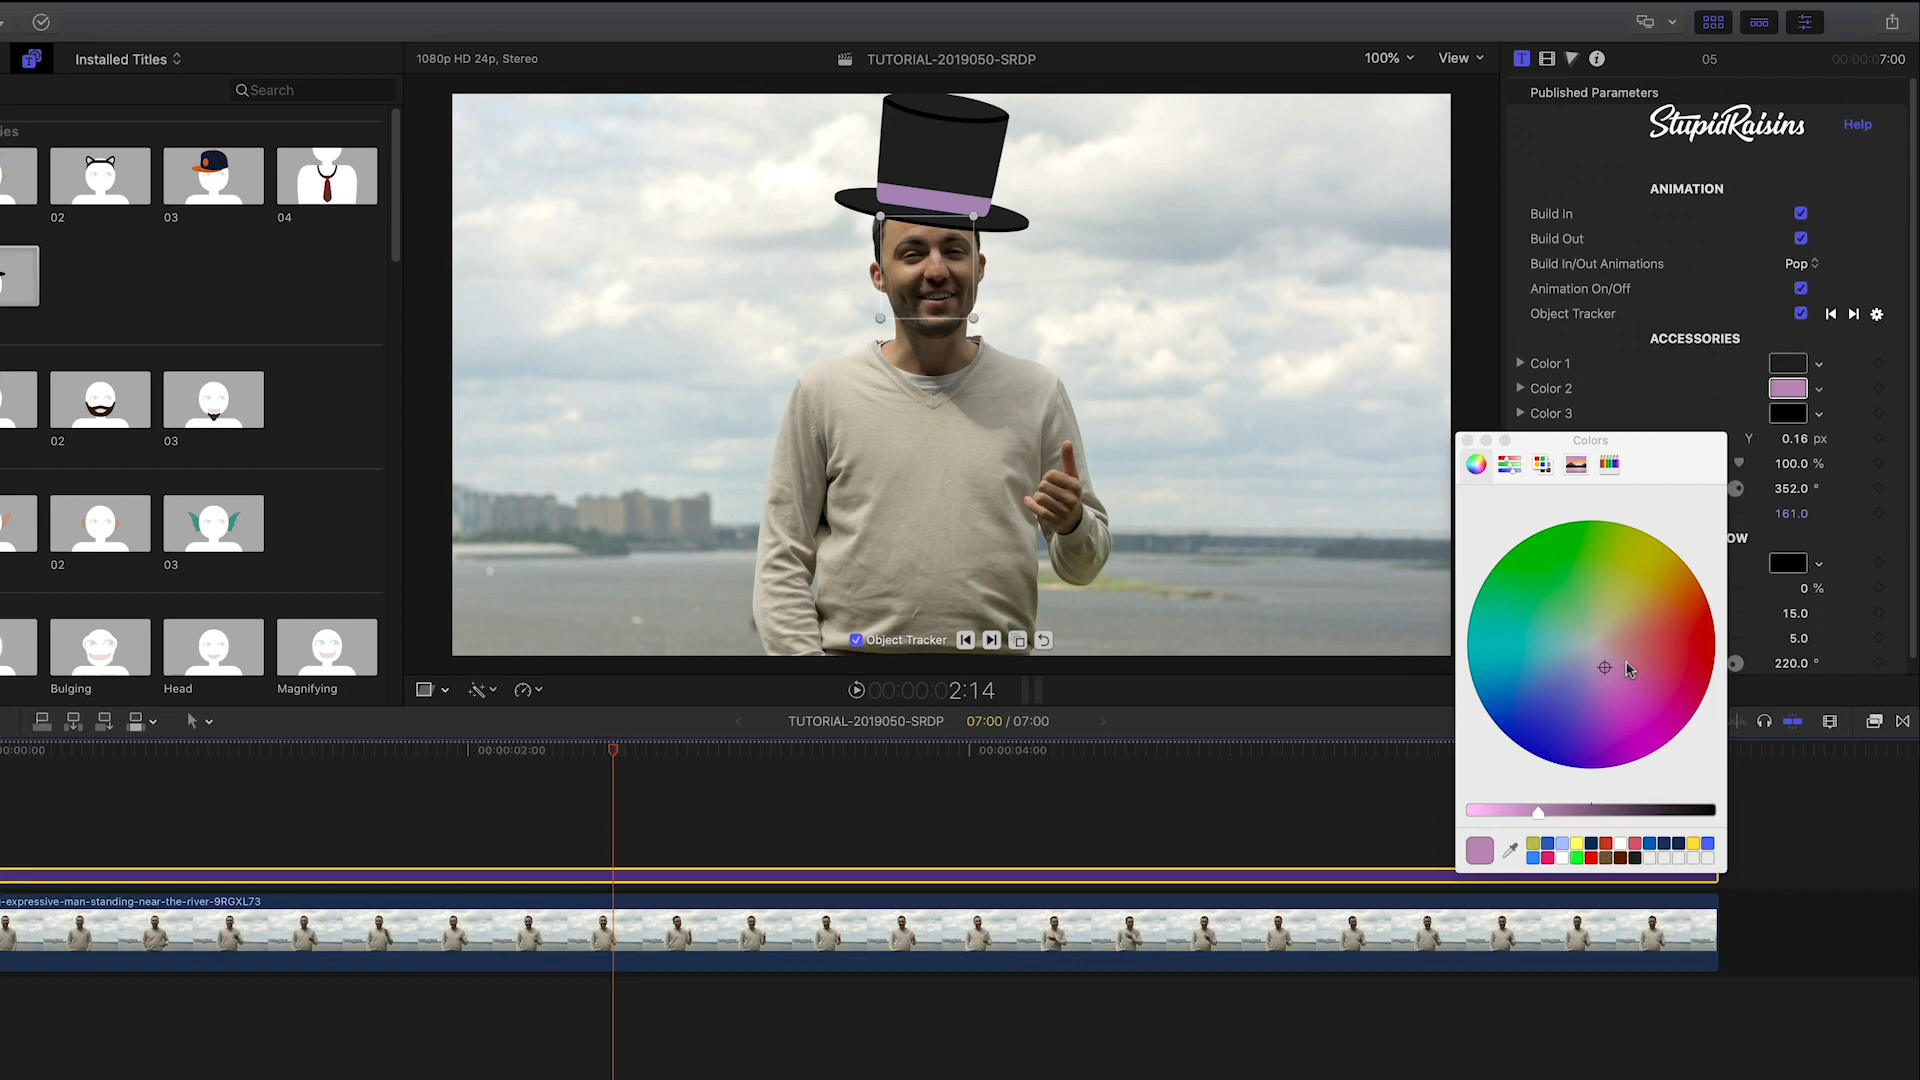 Installed Titles
1080p HD 24p, Stereo
TUTORIAL-2019050-SRDP
100%
View
05
00:00:07:00
Search
Published Parameters
StupidRaisins
Help
ies
02
03
04
02
03
02
03
Bulging
Head
Magnifying
ANIMATION
Build In
Build Out
Build In/Out Animations
Pop
Animation On/Off
Object Tracker
ACCESSORIES
Color 1
Color 2
Color 3
Y
0.16 px
100.0 %
352.0 °
161.0
OW
0 %
15.0
5.0
220.0 °
Colors
Object Tracker
00:00:02:14
TUTORIAL-2019050-SRDP
07:00 / 07:00
00:00:00
00:00:02:00
00:00:04:00
-expressive-man-standing-near-the-river-9RGXL73